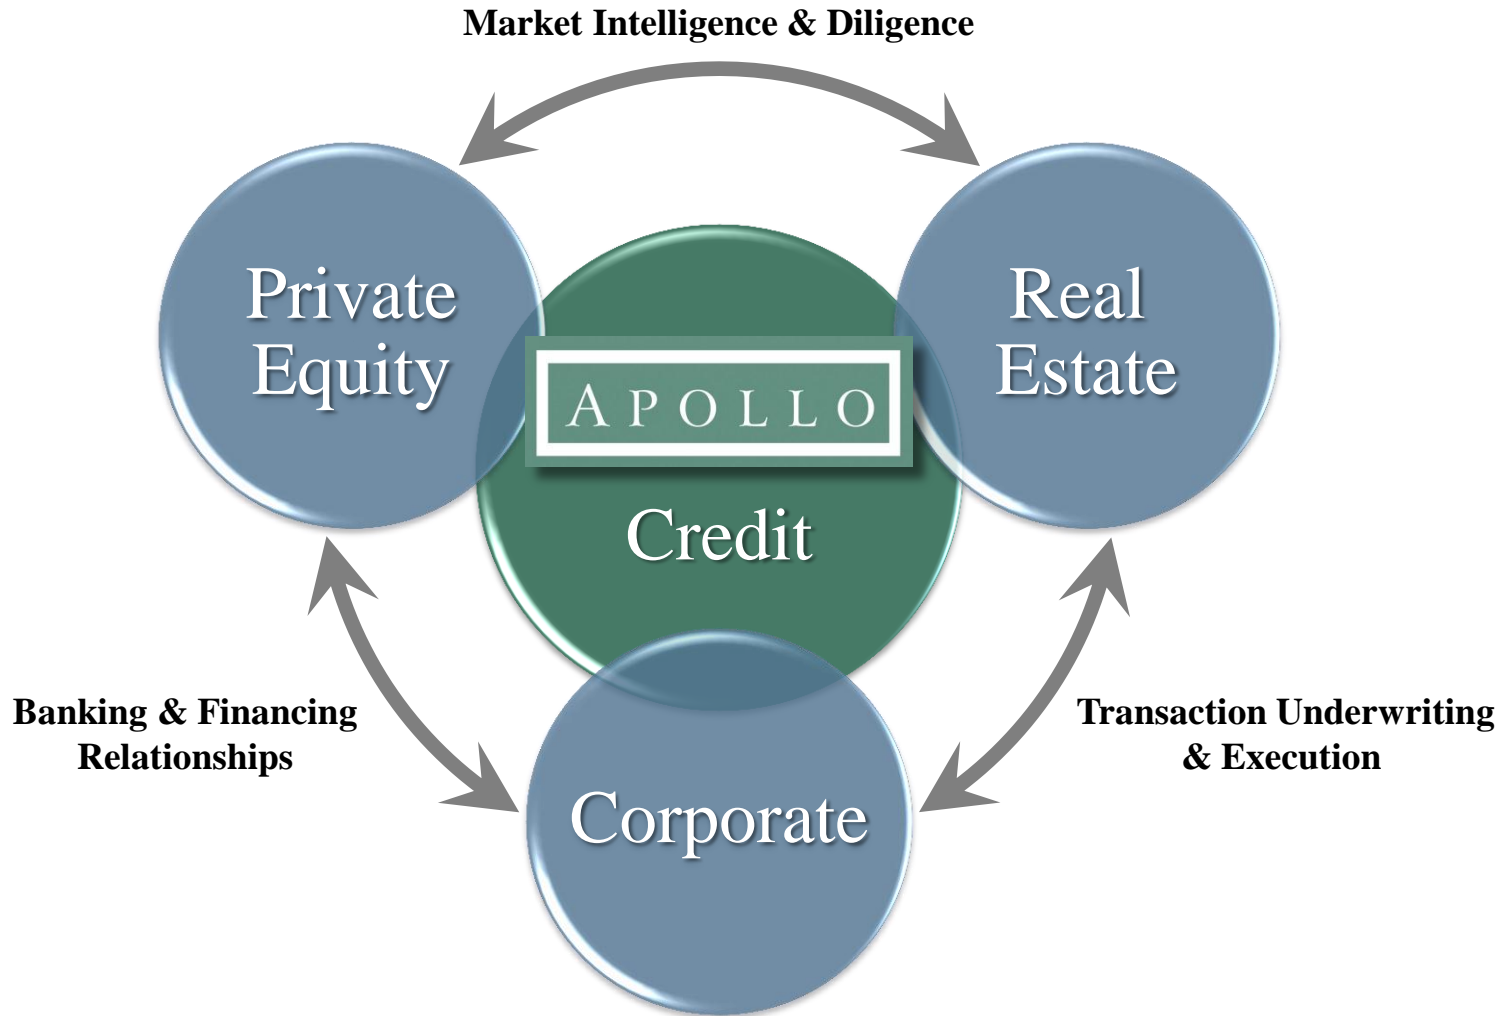 Market Intelligence & Diligence
Private
Equity
Real
Estate
APOLLO
Credit
Banking & Financing
Relationships
Transaction Underwriting
& Execution
Corporate